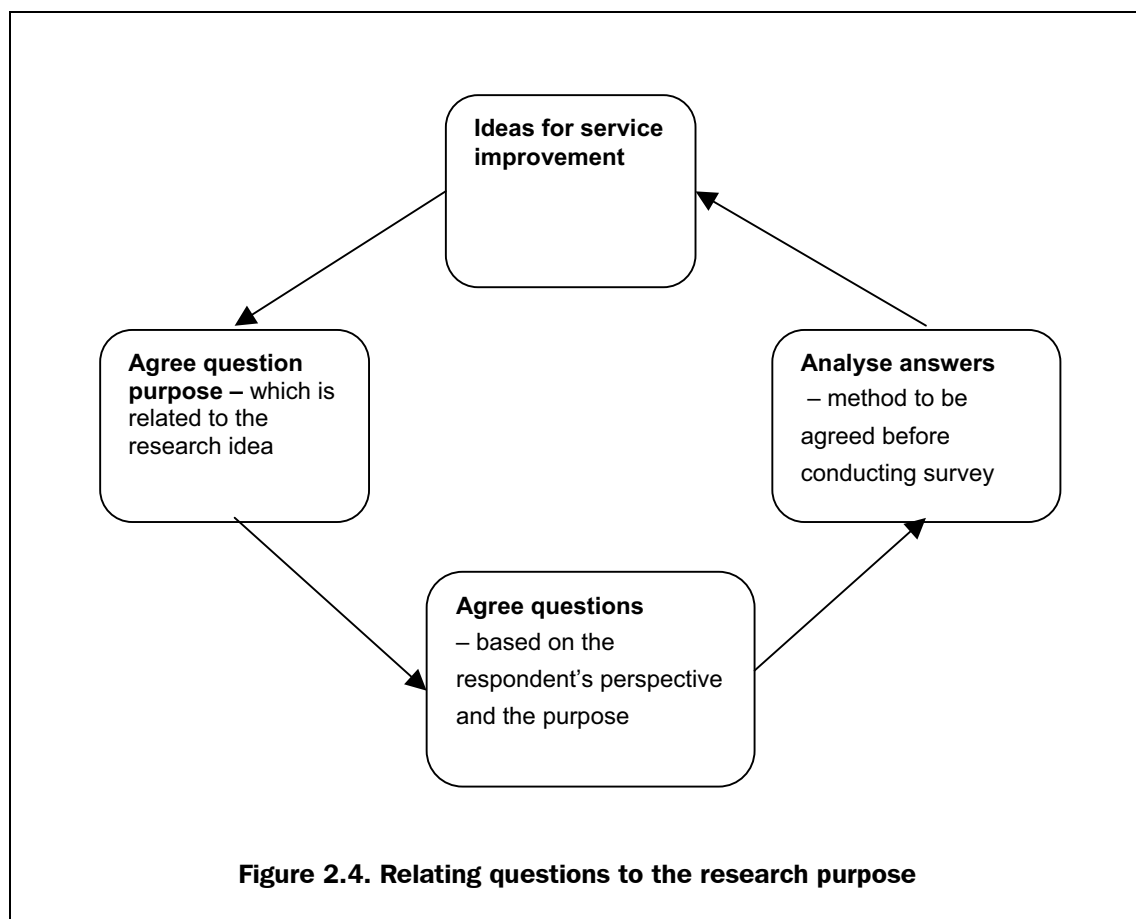 Ideas for service
improvement
Agree question
purpose – which is
related to the
research idea
Analyse answers
– method to be
agreed before
conducting survey
Agree questions
– based on the
respondent’s perspective
and the purpose
Figure 2.4. Relating questions to the research purpose